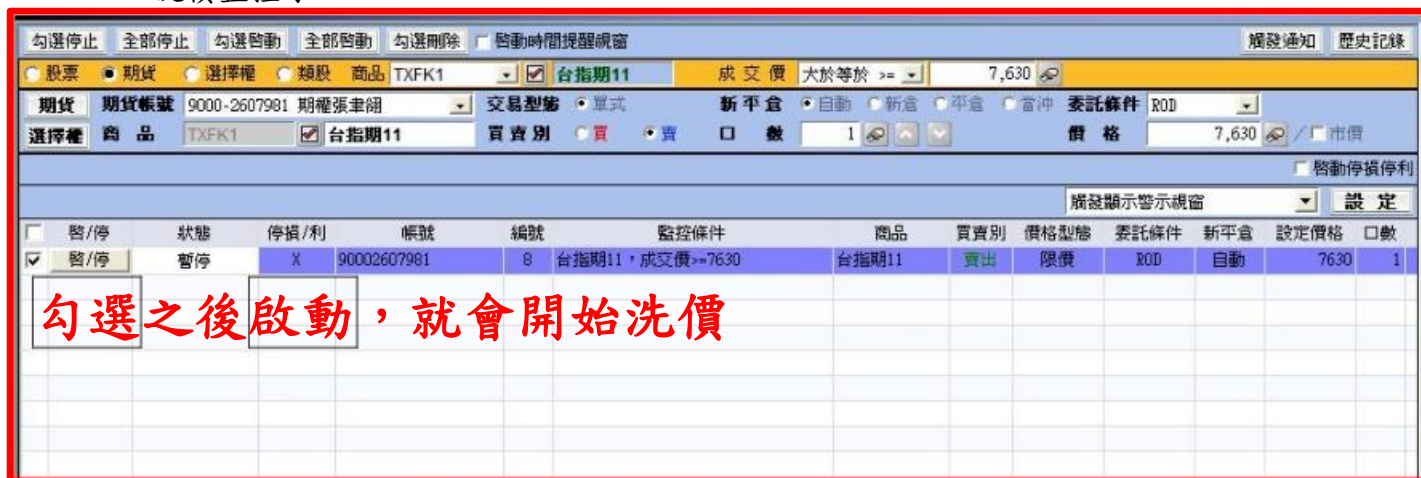 勾選停止 全部停止 勾選啓動 全部啓動 勾選刪除 啓動時間提醒視窗 觸發通知 歷史記錄
股票 期貨 選擇權 類股 商品 TXFK1 台指期11 成交價 大於等於 >= 7,630
期貨 期貨帳號 9000-2607981 期權張聿翎 交易型態 單式 新平倉 自動 新倉 平倉 當沖 委託條件 ROD
選擇權 商品 TXFK1 台指期11 買賣別 買 賣 口數 1 價格 7,630 / 市價
啓動停損停利
觸發顯示警示視窗 設定
啓/停 狀態 停損/利 帳號 編號 監控條件 商品 買賣別 價格型態 委託條件 新平倉 設定價格 口數
啓/停 暫停 X 90002607981 8 台指期11,成交價>=7630 台指期11 賣出 限價 ROD 自動 7630 1
勾選之後啟動,就會開始洗價